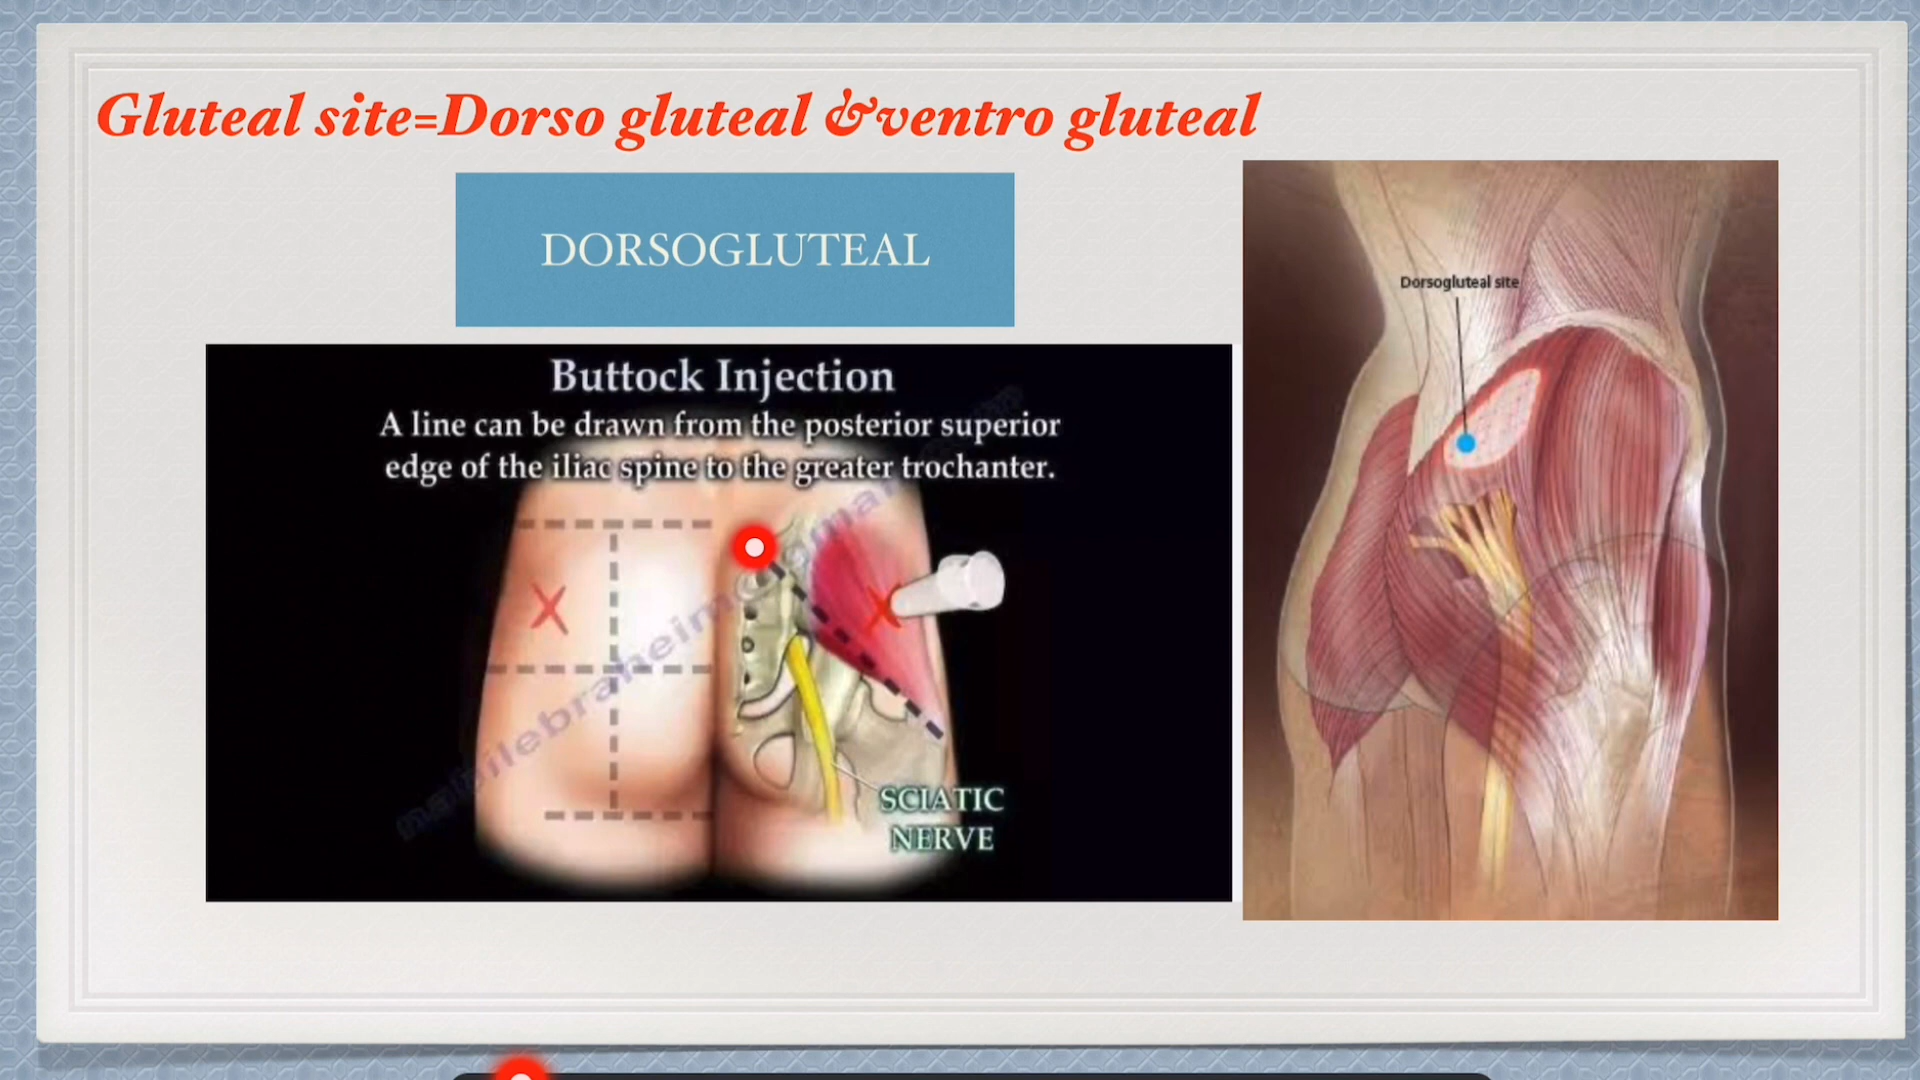 Gluteal site=Dorso gluteal &ventro gluteal
DORSOGLUTEAL
Buttock Injection
A line can be drawn from the posterior superior
edge of the iliac spine to the greater trochanter.
SCIATIC
NERVE
Dorsogluteal site